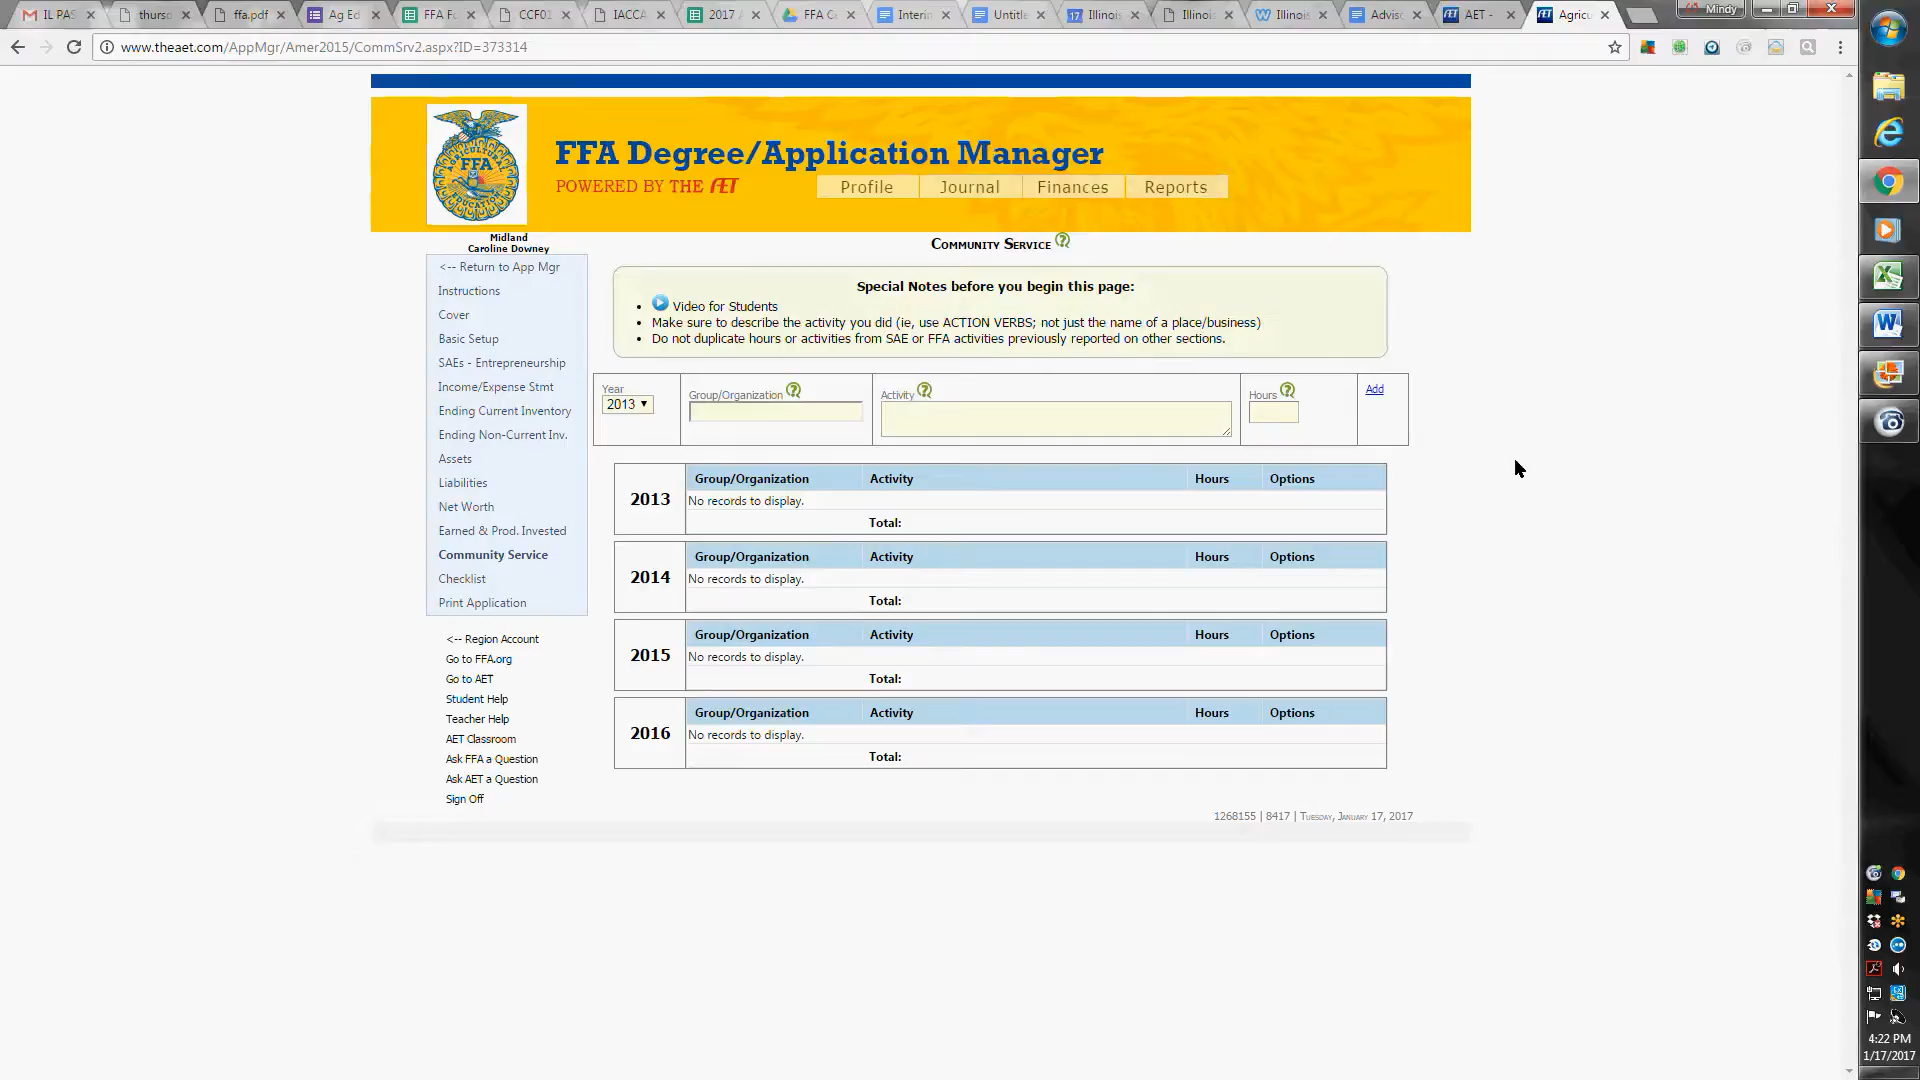 IL PAS
thursd
ffa.pdf
Ag Ed
FFA F
CCF01
IACCA
2017
FFA C
Interin
Untitle
Illinois
Illinois
Illinois
Adviso
AET -
Agricu
Mindy
www.theaet.com/AppMgr/Amer2015/CommSrv2.aspx?ID=373314
FFA
AGRICULTURAL
EDUCATION
FFA Degree/Application Manager
POWERED BY THE AET
Profile
Journal
Finances
Reports
Midland
Caroline Downey
<-- Return to App Mgr
Instructions
Cover
Basic Setup
SAEs - Entrepreneurship
Income/Expense Stmt
Ending Current Inventory
Ending Non-Current Inv.
Assets
Liabilities
Net Worth
Earned & Prod. Invested
Community Service
Checklist
Print Application
<-- Region Account
Go to FFA.org
Go to AET
Student Help
Teacher Help
AET Classroom
Ask FFA a Question
Ask AET a Question
Sign Off
COMMUNITY SERVICE
Special Notes before you begin this page:
• Video for Students
• Make sure to describe the activity you did (ie, use ACTION VERBS; not just the name of a place/business)
• Do not duplicate hours or activities from SAE or FFA activities previously reported on other sections.
Year
2013
Group/Organization
Activity
Hours
Add
2013
Group/Organization Activity Hours Options
No records to display.
Total:
2014
Group/Organization Activity Hours Options
No records to display.
Total:
2015
Group/Organization Activity Hours Options
No records to display.
Total:
2016
Group/Organization Activity Hours Options
No records to display.
Total:
1268155 | 8417 | TUESDAY, JANUARY 17, 2017
4:22 PM
1/17/2017